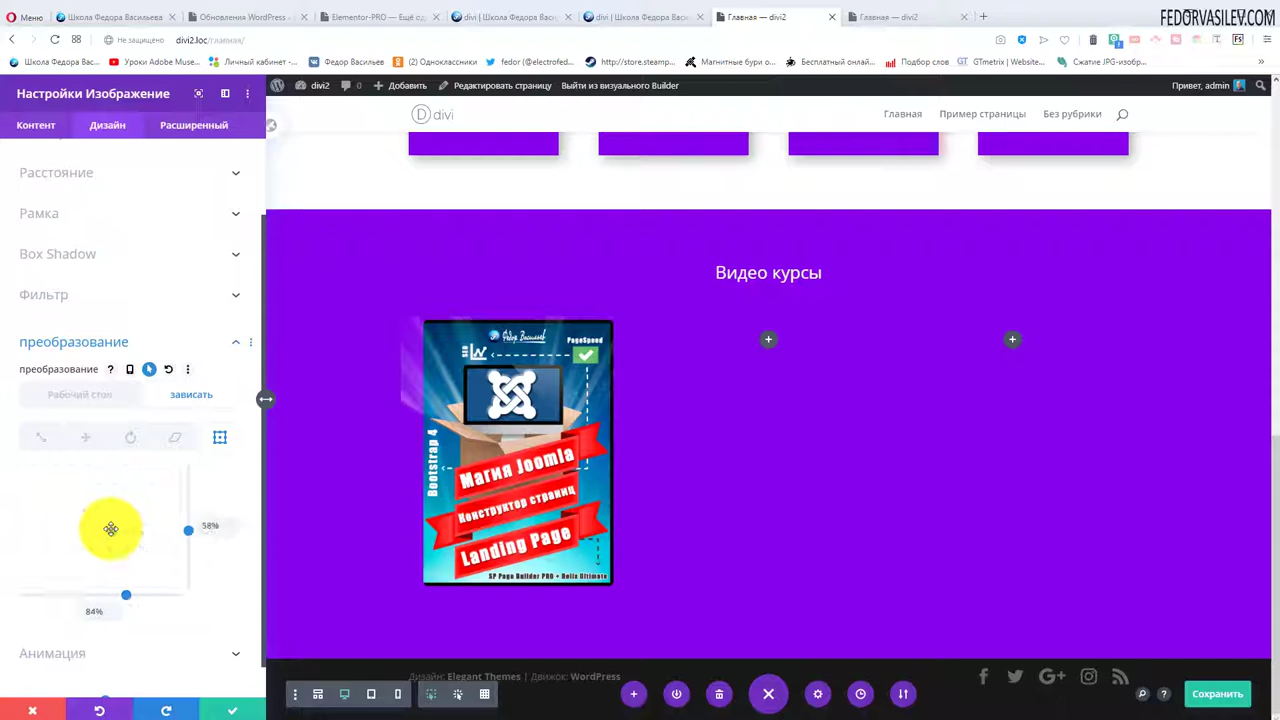 FEDORVASILEV.COM
Меню
Школа Федора Васильева
Обновления WordPress —
Elementor-PRO — Ещё од
divi | Школа Федора Васи
divi | Школа Федора Васи
Главная — divi2
Главная — divi2
Не защищено
divi2.loc/главная/
Школа Федора Вас...
Уроки Adobe Muse...
Личный кабинет -...
Федор Васильев
(2) Одноклассники
fedor (@electrofed...
http://store.steamp...
Магнитные бури о...
Бесплатный онлай...
Подбор слов
GTmetrix | Website...
Сжатие JPG-изобр...
Настройки Изображение
divi2
0
Добавить
Редактировать страницу
Выйти из визуального Builder
Привет, admin
Контент
Дизайн
Расширенный
divi
Главная
Пример страницы
Без рубрики
Расстояние
Рамка
Box Shadow
Фильтр
преобразование
преобразование
Рабочий стол
зависать
58%
84%
Анимация
Видео курсы
Федор Васильев
PageSpeed
SEO
Bootstrap 4
Магия Joomla
Конструктор страниц
Landing Page
SP Page Builder PRO + Helix Ultimate
Дизайн: Elegant Themes | Движок: WordPress
Сохранить